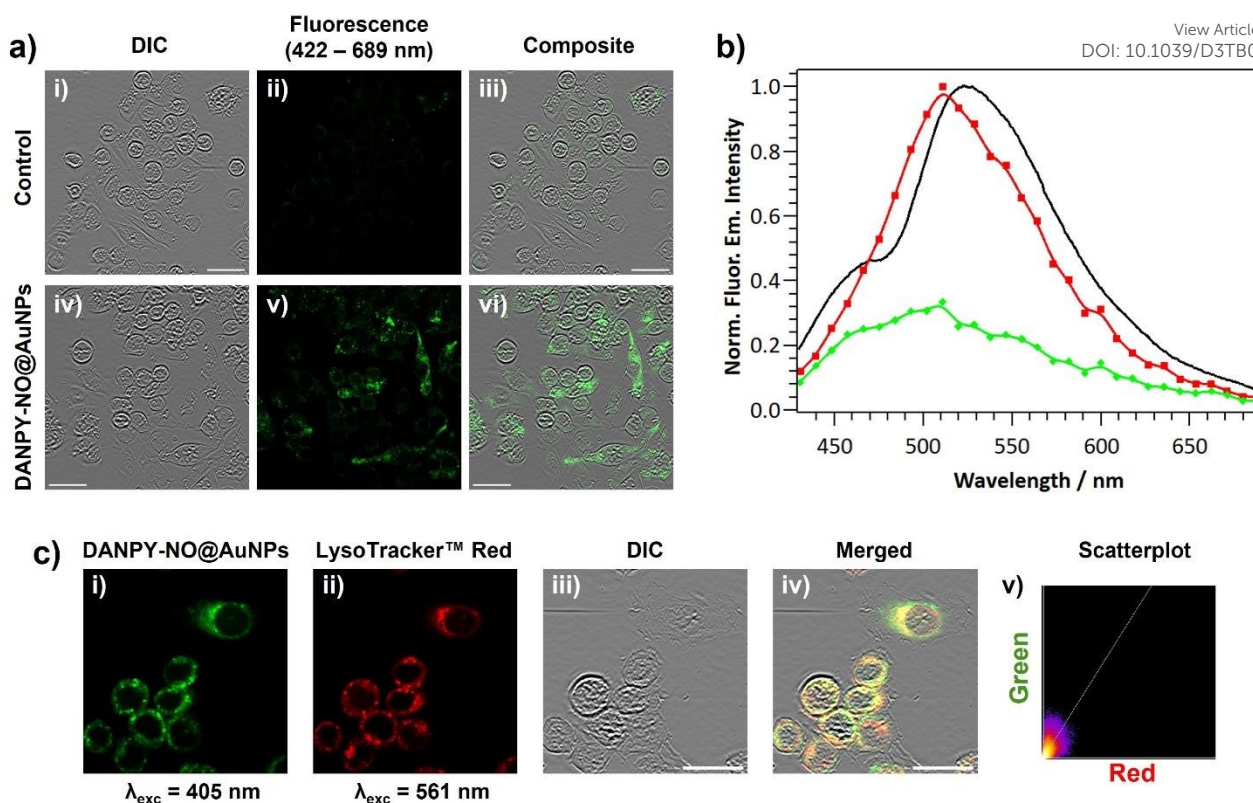 View Article
DOI: 10.1039/D3TB0
a)
DIC
Fluorescence
(422 – 689 nm)
Composite
Control
i)
ii)
iii)
DANPY-NO@AuNPs
iv)
v)
vi)
b)
Norm. Fluor. Em. Intensity
1.0
0.8
0.6
0.4
0.2
0.0
450 500 550 600 650
Wavelength / nm
c)
DANPY-NO@AuNPs
LysoTracker™ Red
DIC
Merged
Scatterplot
i)
ii)
iii)
iv)
v)
λexc = 405 nm
λexc = 561 nm
Green
Red